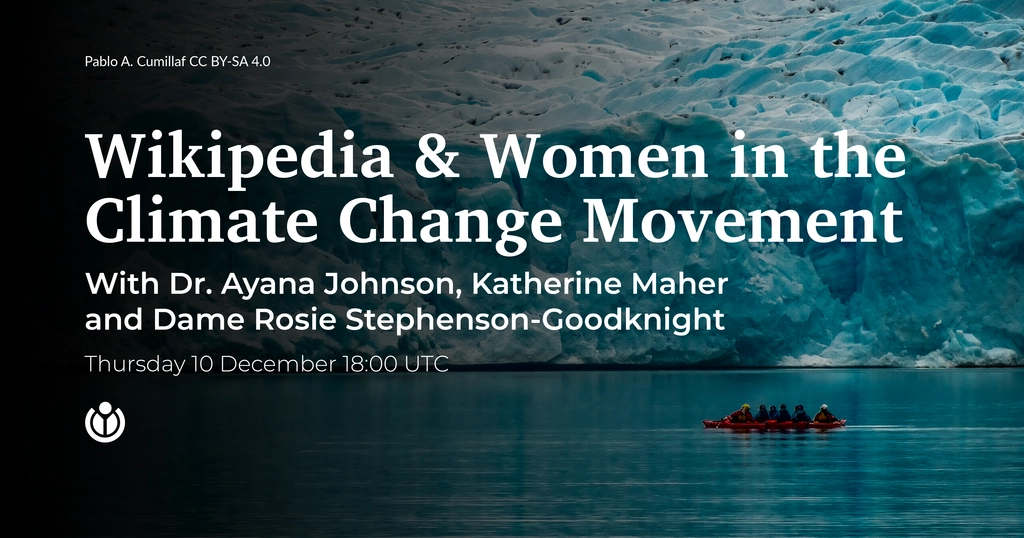 Pablo A. Cumillaf CC BY-SA 4.0
Wikipedia & Women in the
Climate Change Movement
With Dr. Ayana Johnson, Katherine Maher
and Dame Rosie Stephenson-Goodknight
Thursday 10 December 18:00 UTC